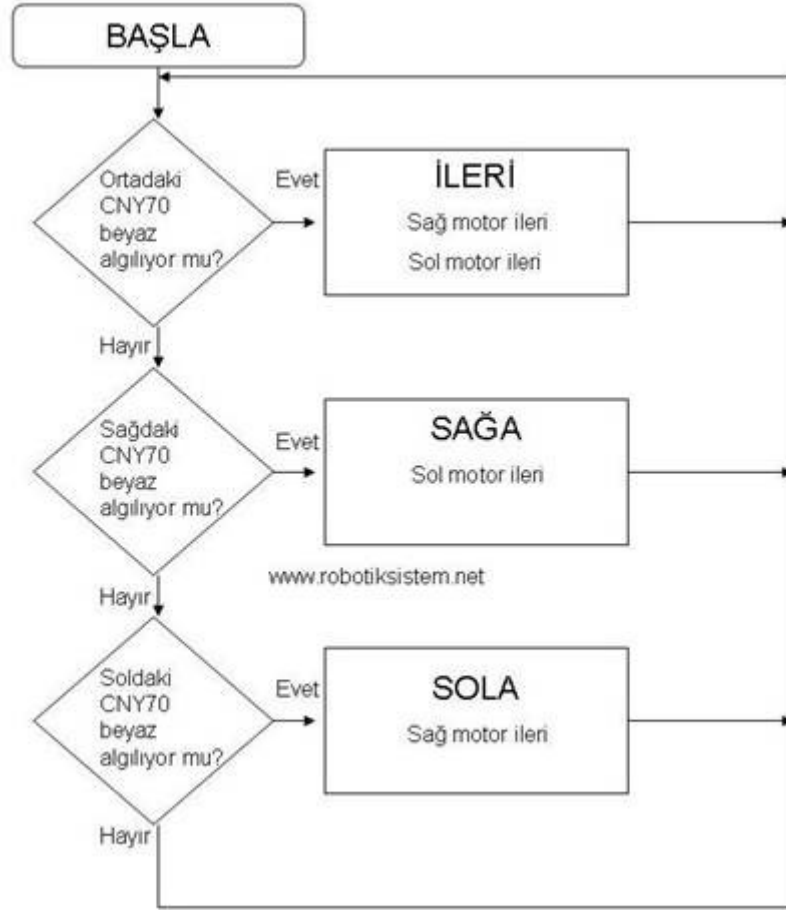 BAŞLA
Ortadaki
CNY70
beyaz
algılıyor mu?
Evet
İLERİ
Sağ motor ileri
Sol motor ileri
Hayır
Sağdaki
CNY70
beyaz
algılıyor mu?
Evet
SAĞA
Sol motor ileri
www.robotiksistem.net
Hayır
Soldaki
CNY70
beyaz
algılıyor mu?
Evet
SOLA
Sağ motor ileri
Hayır